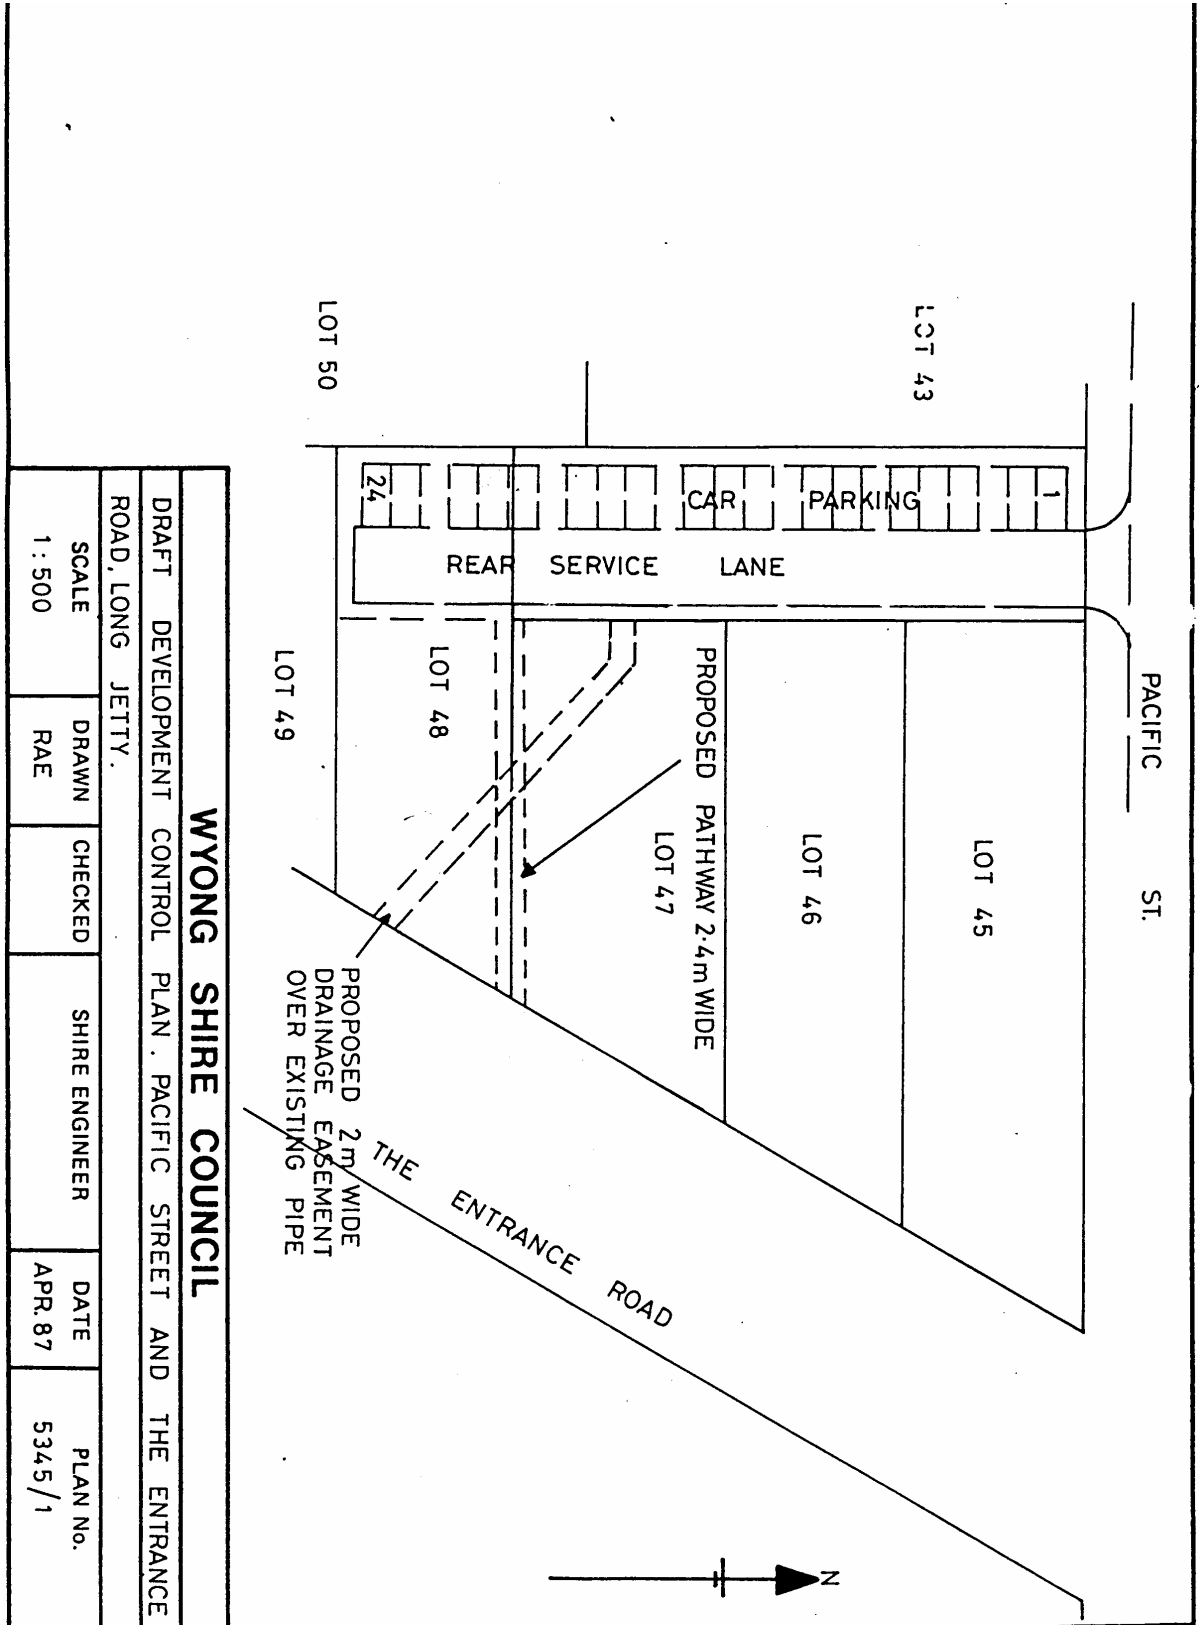 PACIFIC ST.
LOT 43
LOT 50
1
CAR PARKING
24
REAR SERVICE LANE
LOT 45
LOT 46
PROPOSED PATHWAY 2·4m WIDE
LOT 47
LOT 48
LOT 49
PROPOSED 2m WIDE
DRAINAGE EASEMENT
OVER EXISTING PIPE
THE ENTRANCE ROAD
N
WYONG SHIRE COUNCIL
DRAFT DEVELOPMENT CONTROL PLAN. PACIFIC STREET AND THE ENTRANCE
ROAD, LONG JETTY.
SCALE DRAWN CHECKED SHIRE ENGINEER DATE PLAN No.
1:500 RAE APR.87 5345/1